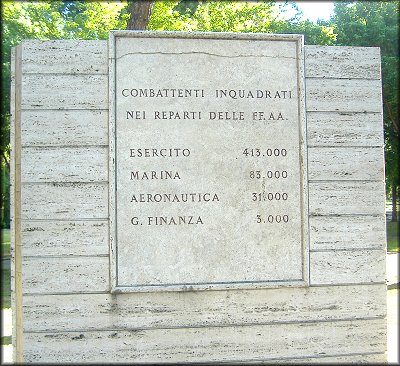 COMBATTENTI INQUADRATI
NEI REPARTI DELLE FF.AA.
ESERCITO 413.000
MARINA 83.000
AERONAUTICA 31.000
G. FINANZA 3.000